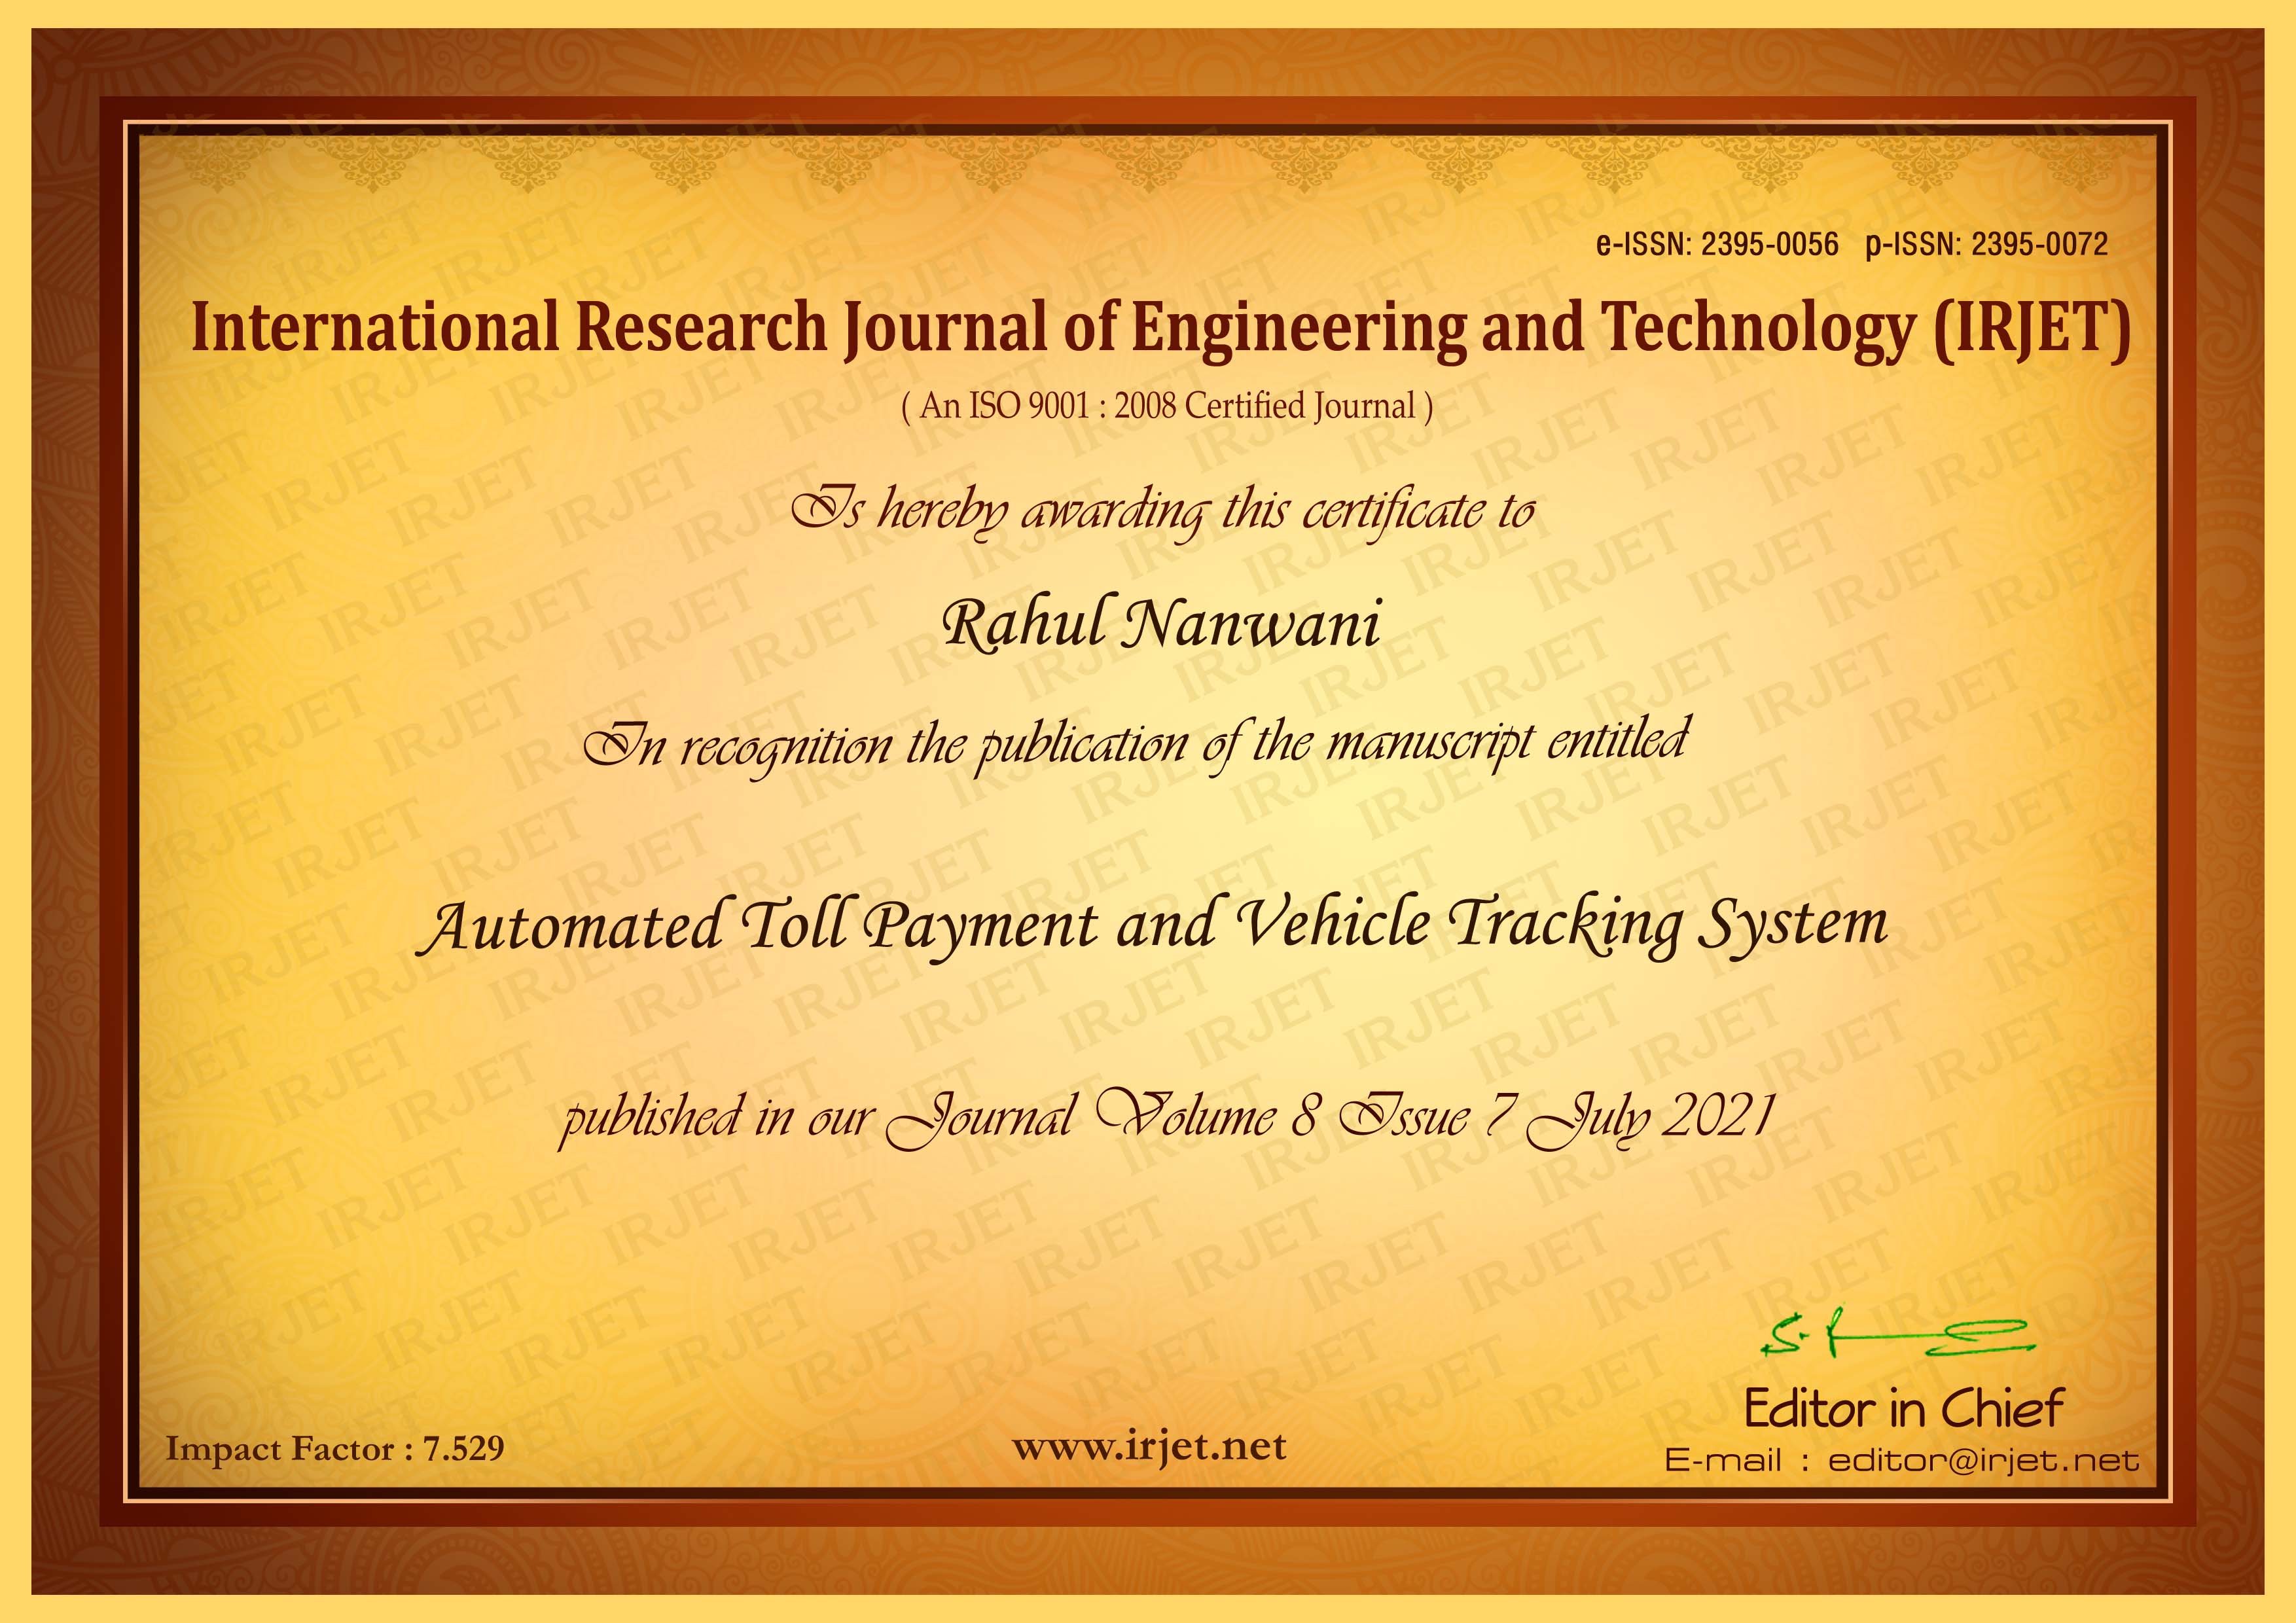 e-ISSN: 2395-0056 p-ISSN: 2395-0072
International Research Journal of Engineering and Technology (IRJET)
( An ISO 9001 : 2008 Certified Journal )
Is hereby awarding this certificate to
Rahul Nanwani
In recognition the publication of the manuscript entitled
Automated Toll Payment and Vehicle Tracking System
published in our Journal Volume 8 Issue 7 July 2021
Editor in Chief
Impact Factor : 7.529
www.irjet.net
E-mail : editor@irjet.net